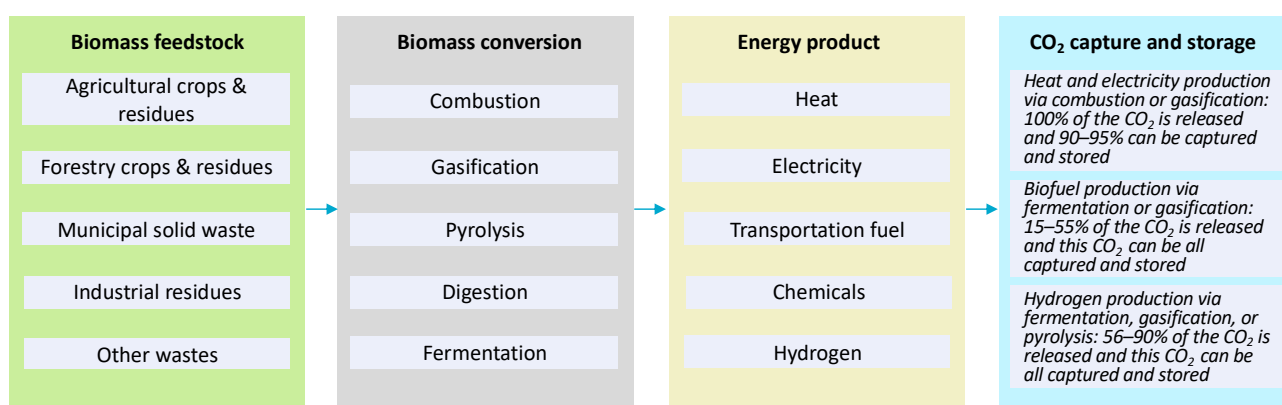 Biomass feedstock
Agricultural crops &
residues
Forestry crops & residues
Municipal solid waste
Industrial residues
Other wastes
Biomass conversion
Combustion
Gasification
Pyrolysis
Digestion
Fermentation
Energy product
Heat
Electricity
Transportation fuel
Chemicals
Hydrogen
CO₂ capture and storage
Heat and electricity production
via combustion or gasification:
100% of the CO₂ is released
and 90–95% can be captured
and stored
Biofuel production via
fermentation or gasification:
15–55% of the CO₂ is released
and this CO₂ can be all
captured and stored
Hydrogen production via
fermentation, gasification, or
pyrolysis: 56–90% of the CO₂ is
released and this CO₂ can be
all captured and stored